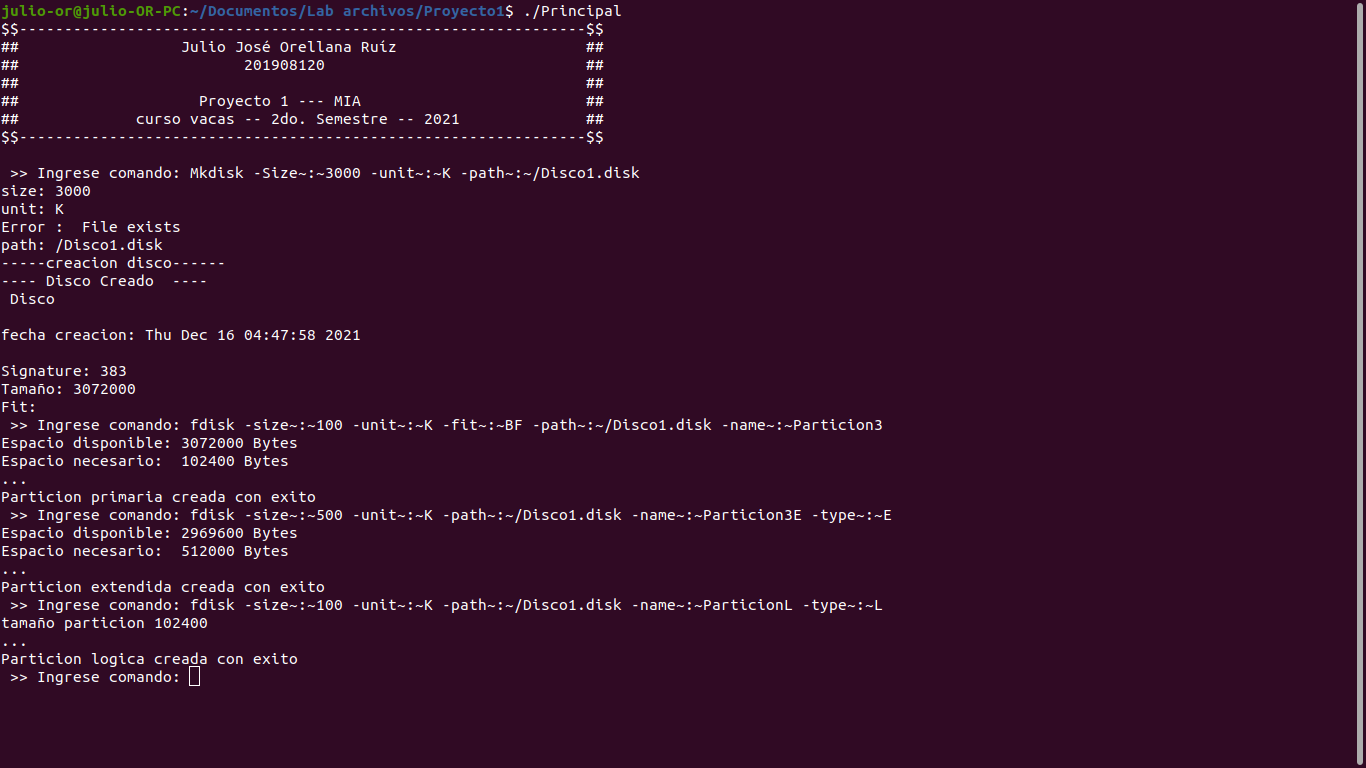 julio-or@julio-OR-PC:~/Documentos/Lab archivos/Proyecto1$ ./Principal
$$---------------------------------------------------------------$$
##                  Julio José Orellana Ruíz                     ##
##                         201908120                             ##
##                                                               ##
##                    Proyecto 1 --- MIA                         ##
##             curso vacas -- 2do. Semestre -- 2021              ##
$$---------------------------------------------------------------$$

 >> Ingrese comando: Mkdisk -Size~:~3000 -unit~:~K -path~:~/Disco1.disk
size: 3000
unit: K
Error :  File exists
path: /Disco1.disk
-----creacion disco------
---- Disco Creado  ----
 Disco

fecha creacion: Thu Dec 16 04:47:58 2021

Signature: 383
Tamaño: 3072000
Fit:
 >> Ingrese comando: fdisk -size~:~100 -unit~:~K -fit~:~BF -path~:~/Disco1.disk -name~:~Particion3
Espacio disponible: 3072000 Bytes
Espacio necesario:  102400 Bytes
...
Particion primaria creada con exito
 >> Ingrese comando: fdisk -size~:~500 -unit~:~K -path~:~/Disco1.disk -name~:~Particion3E -type~:~E
Espacio disponible: 2969600 Bytes
Espacio necesario:  512000 Bytes
...
Particion extendida creada con exito
 >> Ingrese comando: fdisk -size~:~100 -unit~:~K -path~:~/Disco1.disk -name~:~ParticionL -type~:~L
tamaño particion 102400
...
Particion logica creada con exito
 >> Ingrese comando: